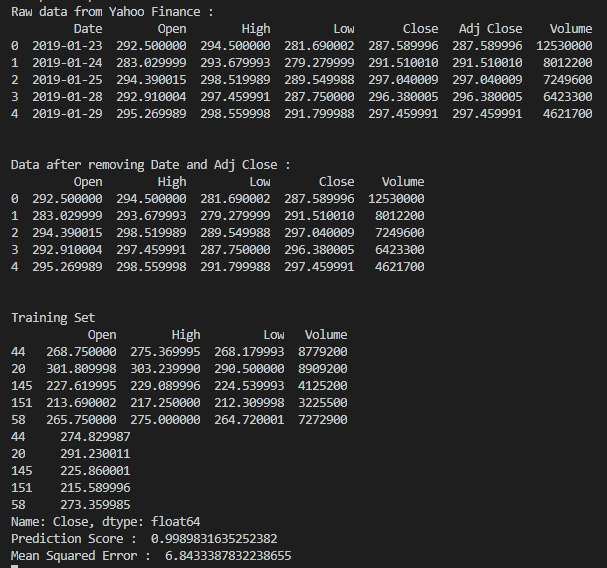 Raw data from Yahoo Finance :
Date Open High Low Close Adj Close Volume
0 2019-01-23 292.500000 294.500000 281.690002 287.589996 287.589996 12530000
1 2019-01-24 283.029999 293.679993 279.279999 291.510010 291.510010 8012200
2 2019-01-25 294.390015 298.519989 289.549988 297.040009 297.040009 7249600
3 2019-01-28 292.910004 297.459991 287.750000 296.380005 296.380005 6423300
4 2019-01-29 295.269989 298.559998 291.799988 297.459991 297.459991 4621700
Data after removing Date and Adj Close :
Open High Low Close Volume
0 292.500000 294.500000 281.690002 287.589996 12530000
1 283.029999 293.679993 279.279999 291.510010 8012200
2 294.390015 298.519989 289.549988 297.040009 7249600
3 292.910004 297.459991 287.750000 296.380005 6423300
4 295.269989 298.559998 291.799988 297.459991 4621700
Training Set
Open High Low Volume
44 268.750000 275.369995 268.179993 8779200
20 301.809998 303.239990 290.500000 8909200
145 227.619995 229.089996 224.539993 4125200
151 213.690002 217.250000 212.309998 3225500
58 265.750000 275.000000 264.720001 7272900
44 274.829987
20 291.230011
145 225.860001
151 215.589996
58 273.359985
Name: Close, dtype: float64
Prediction Score : 0.9989831635252382
Mean Squared Error : 6.8433387832238655